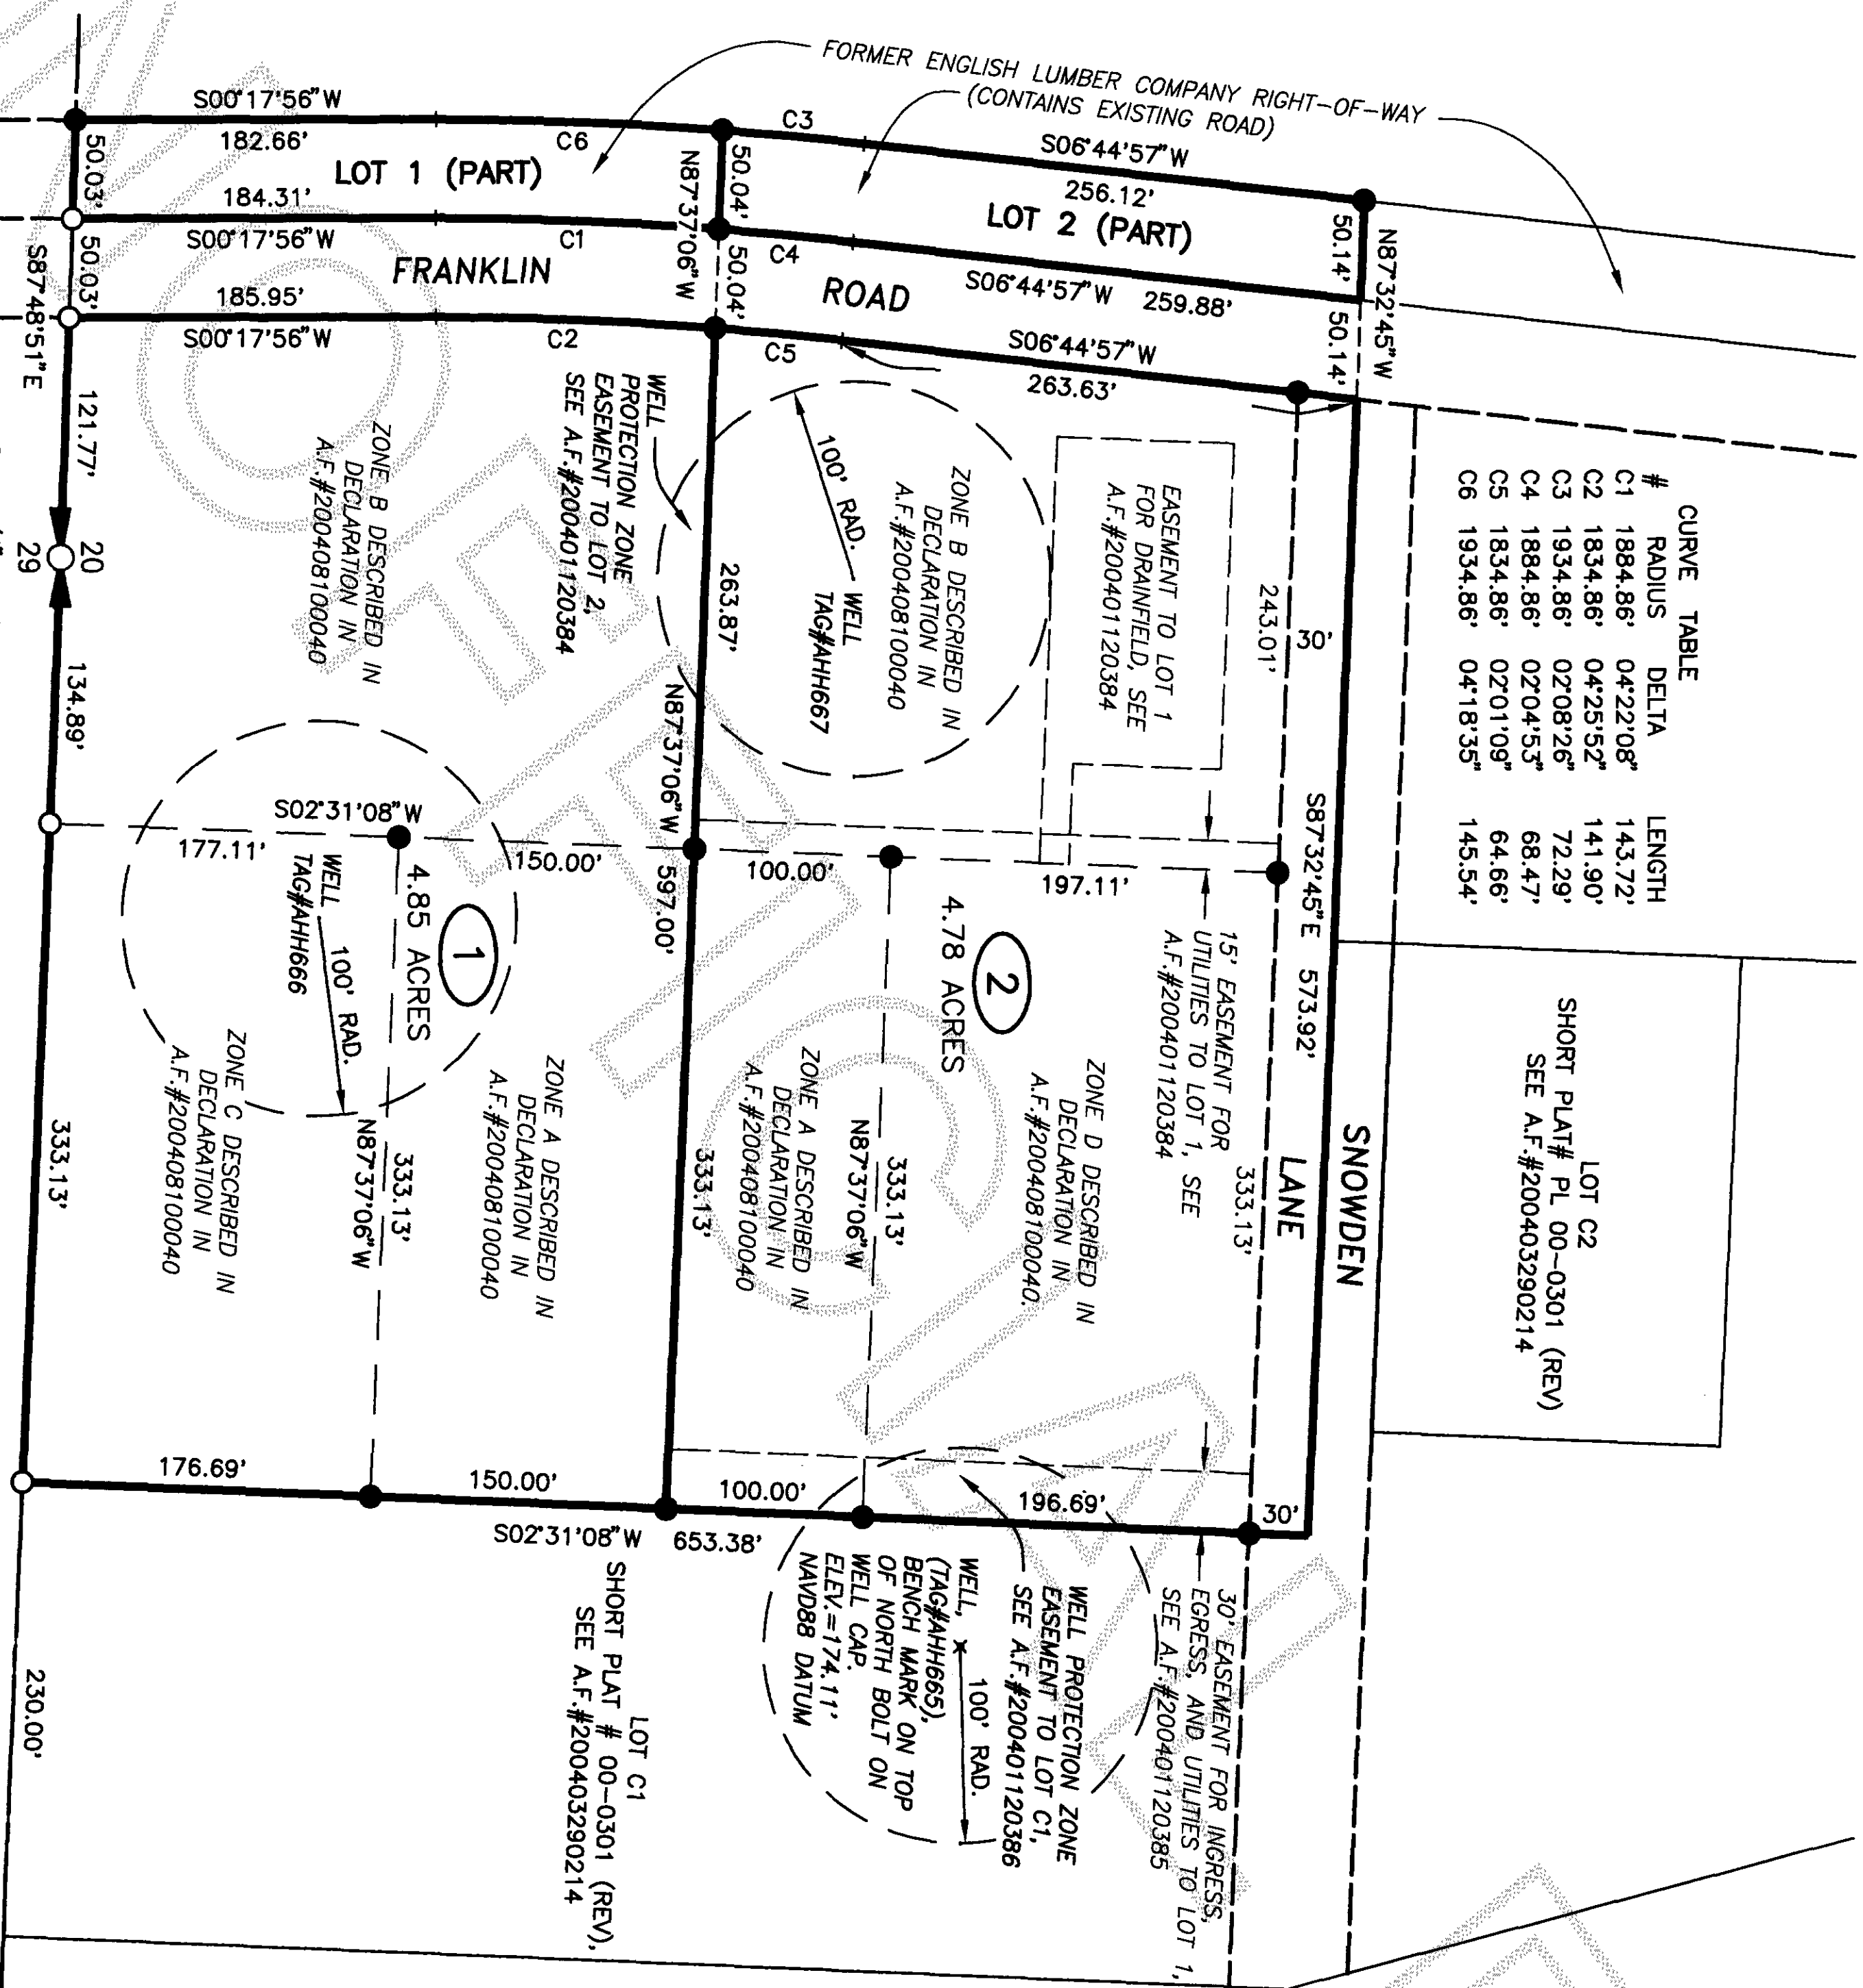 FORMER ENGLISH LUMBER COMPANY RIGHT-OF-WAY
(CONTAINS EXISTING ROAD)
S00°17'56"W
182.66'
C6
C3
S06°44'57"W
256.12'
LOT 1 (PART)
LOT 2 (PART)
50.03'
50.04'
N87°37'06"W
50.14'
N87°32'45"W
184.31'
S00°17'56"W
C1
C4
S06°44'57"W 259.88'
FRANKLIN
ROAD
50.03'
S87°48'51"E
50.04'
50.14'
185.95'
S00°17'56"W
C2
C5
S06°44'57"W
263.63'
CURVE TABLE
# RADIUS DELTA LENGTH
C1 1884.86' 04°22'08" 143.72'
C2 1834.86' 04°25'52" 141.90'
C3 1934.86' 02°08'26" 72.29'
C4 1884.86' 02°04'53" 68.47'
C5 1834.86' 02°01'09" 64.66'
C6 1934.86' 04°18'35" 145.54'
LOT C2
SHORT PLAT# PL 00-0301 (REV)
SEE A.F.#200403290214
SNOWDEN
LANE
S87°32'45"E 573.92'
30'
243.01'
333.13'
30'
EASEMENT TO LOT 1
FOR DRAINFIELD, SEE
A.F.#200401120384
ZONE B DESCRIBED IN
DECLARATION IN
A.F.#200408100040
100' RAD.
WELL
TAG#AHH667
WELL
PROTECTION ZONE
EASEMENT TO LOT 2,
SEE A.F.#200401120384
263.87'
N87°37'06"W 597.00'
333.13'
15' EASEMENT FOR
UTILITIES TO LOT 1, SEE
A.F.#200401120384
100.00'
197.11'
2
4.78 ACRES
ZONE D DESCRIBED IN
DECLARATION IN
A.F.#200408100040.
333.13'
N87°37'06"W
ZONE A DESCRIBED IN
DECLARATION IN
A.F.#200408100040
ZONE B DESCRIBED IN
DECLARATION IN
A.F.#200408100040
121.77'
20
29
134.89'
S02°31'08"W
177.11'
150.00'
WELL
TAG#AHH666
100' RAD.
1
4.85 ACRES
333.13'
N87°37'06"W
ZONE A DESCRIBED IN
DECLARATION IN
A.F.#200408100040
ZONE C DESCRIBED IN
DECLARATION IN
A.F.#200408100040
333.13'
176.69'
150.00'
100.00'
196.69'
S02°31'08"W 653.38'
30' EASEMENT FOR INGRESS,
EGRESS, AND UTILITIES TO LOT 1,
SEE A.F.#200401120385
WELL PROTECTION ZONE
EASEMENT TO LOT C1,
SEE A.F.#200401120386
100' RAD.
WELL,
(TAG#AHH665),
BENCH MARK ON TOP
OF NORTH BOLT ON
WELL CAP.
ELEV.=174.11'
NAVD88 DATUM
LOT C1
SHORT PLAT # 00-0301 (REV),
SEE A.F.#200403290214
230.00'